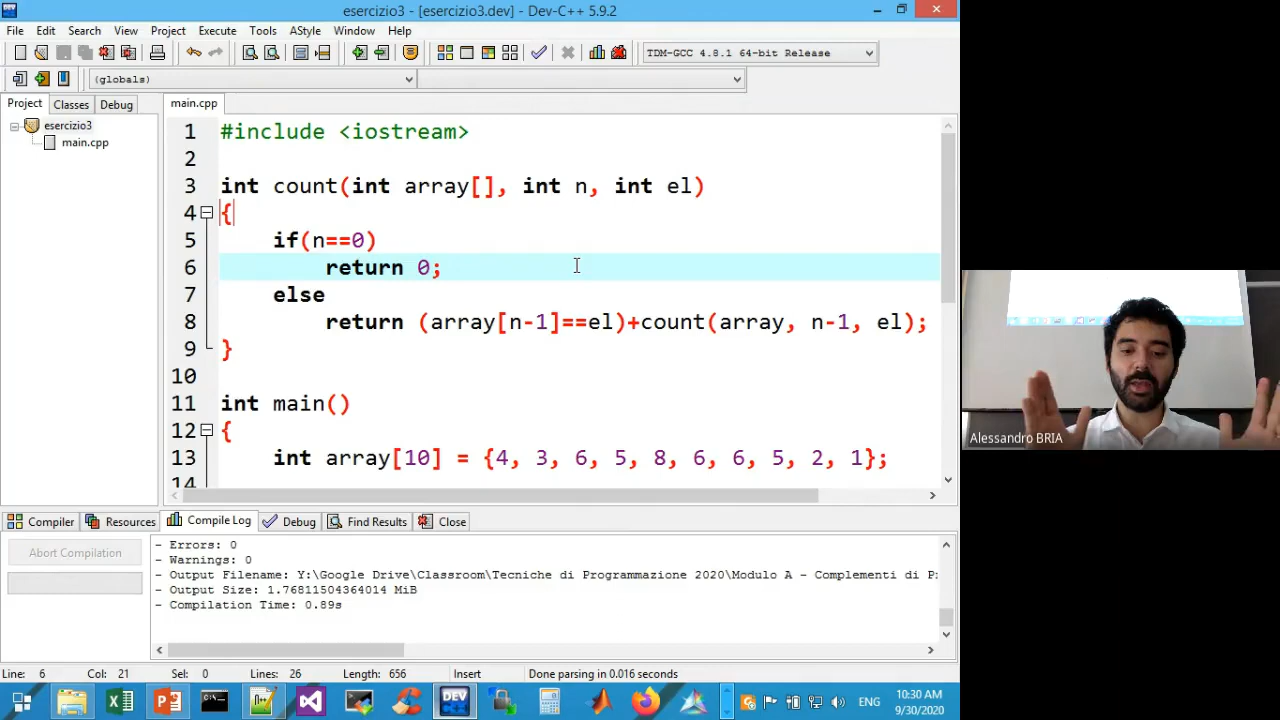 esercizio3 - [esercizio3.dev] - Dev-C++ 5.9.2
File Edit Search View Project Execute Tools AStyle Window Help
TDM-GCC 4.8.1 64-bit Release
(globals)
Project Classes Debug
main.cpp
esercizio3
main.cpp
1 #include <iostream>
2
3 int count(int array[], int n, int el)
4 {
5 if(n==0)
6 return 0;
7 else
8 return (array[n-1]==el)+count(array, n-1, el);
9 }
10
11 int main()
12 {
13 int array[10] = {4, 3, 6, 5, 8, 6, 6, 5, 2, 1};
14
Alessandro BRIA
Compiler Resources Compile Log Debug Find Results Close
Abort Compilation
- Errors: 0
- Warnings: 0
- Output Filename: Y:\Google Drive\Classroom\Tecniche di Programmazione 2020\Modulo A - Complementi di P
- Output Size: 1.76811504364014 MiB
- Compilation Time: 0.89s
Line: 6 Col: 21 Sel: 0 Lines: 26 Length: 656 Insert Done parsing in 0.016 seconds
DEV
ENG
10:30 AM
9/30/2020